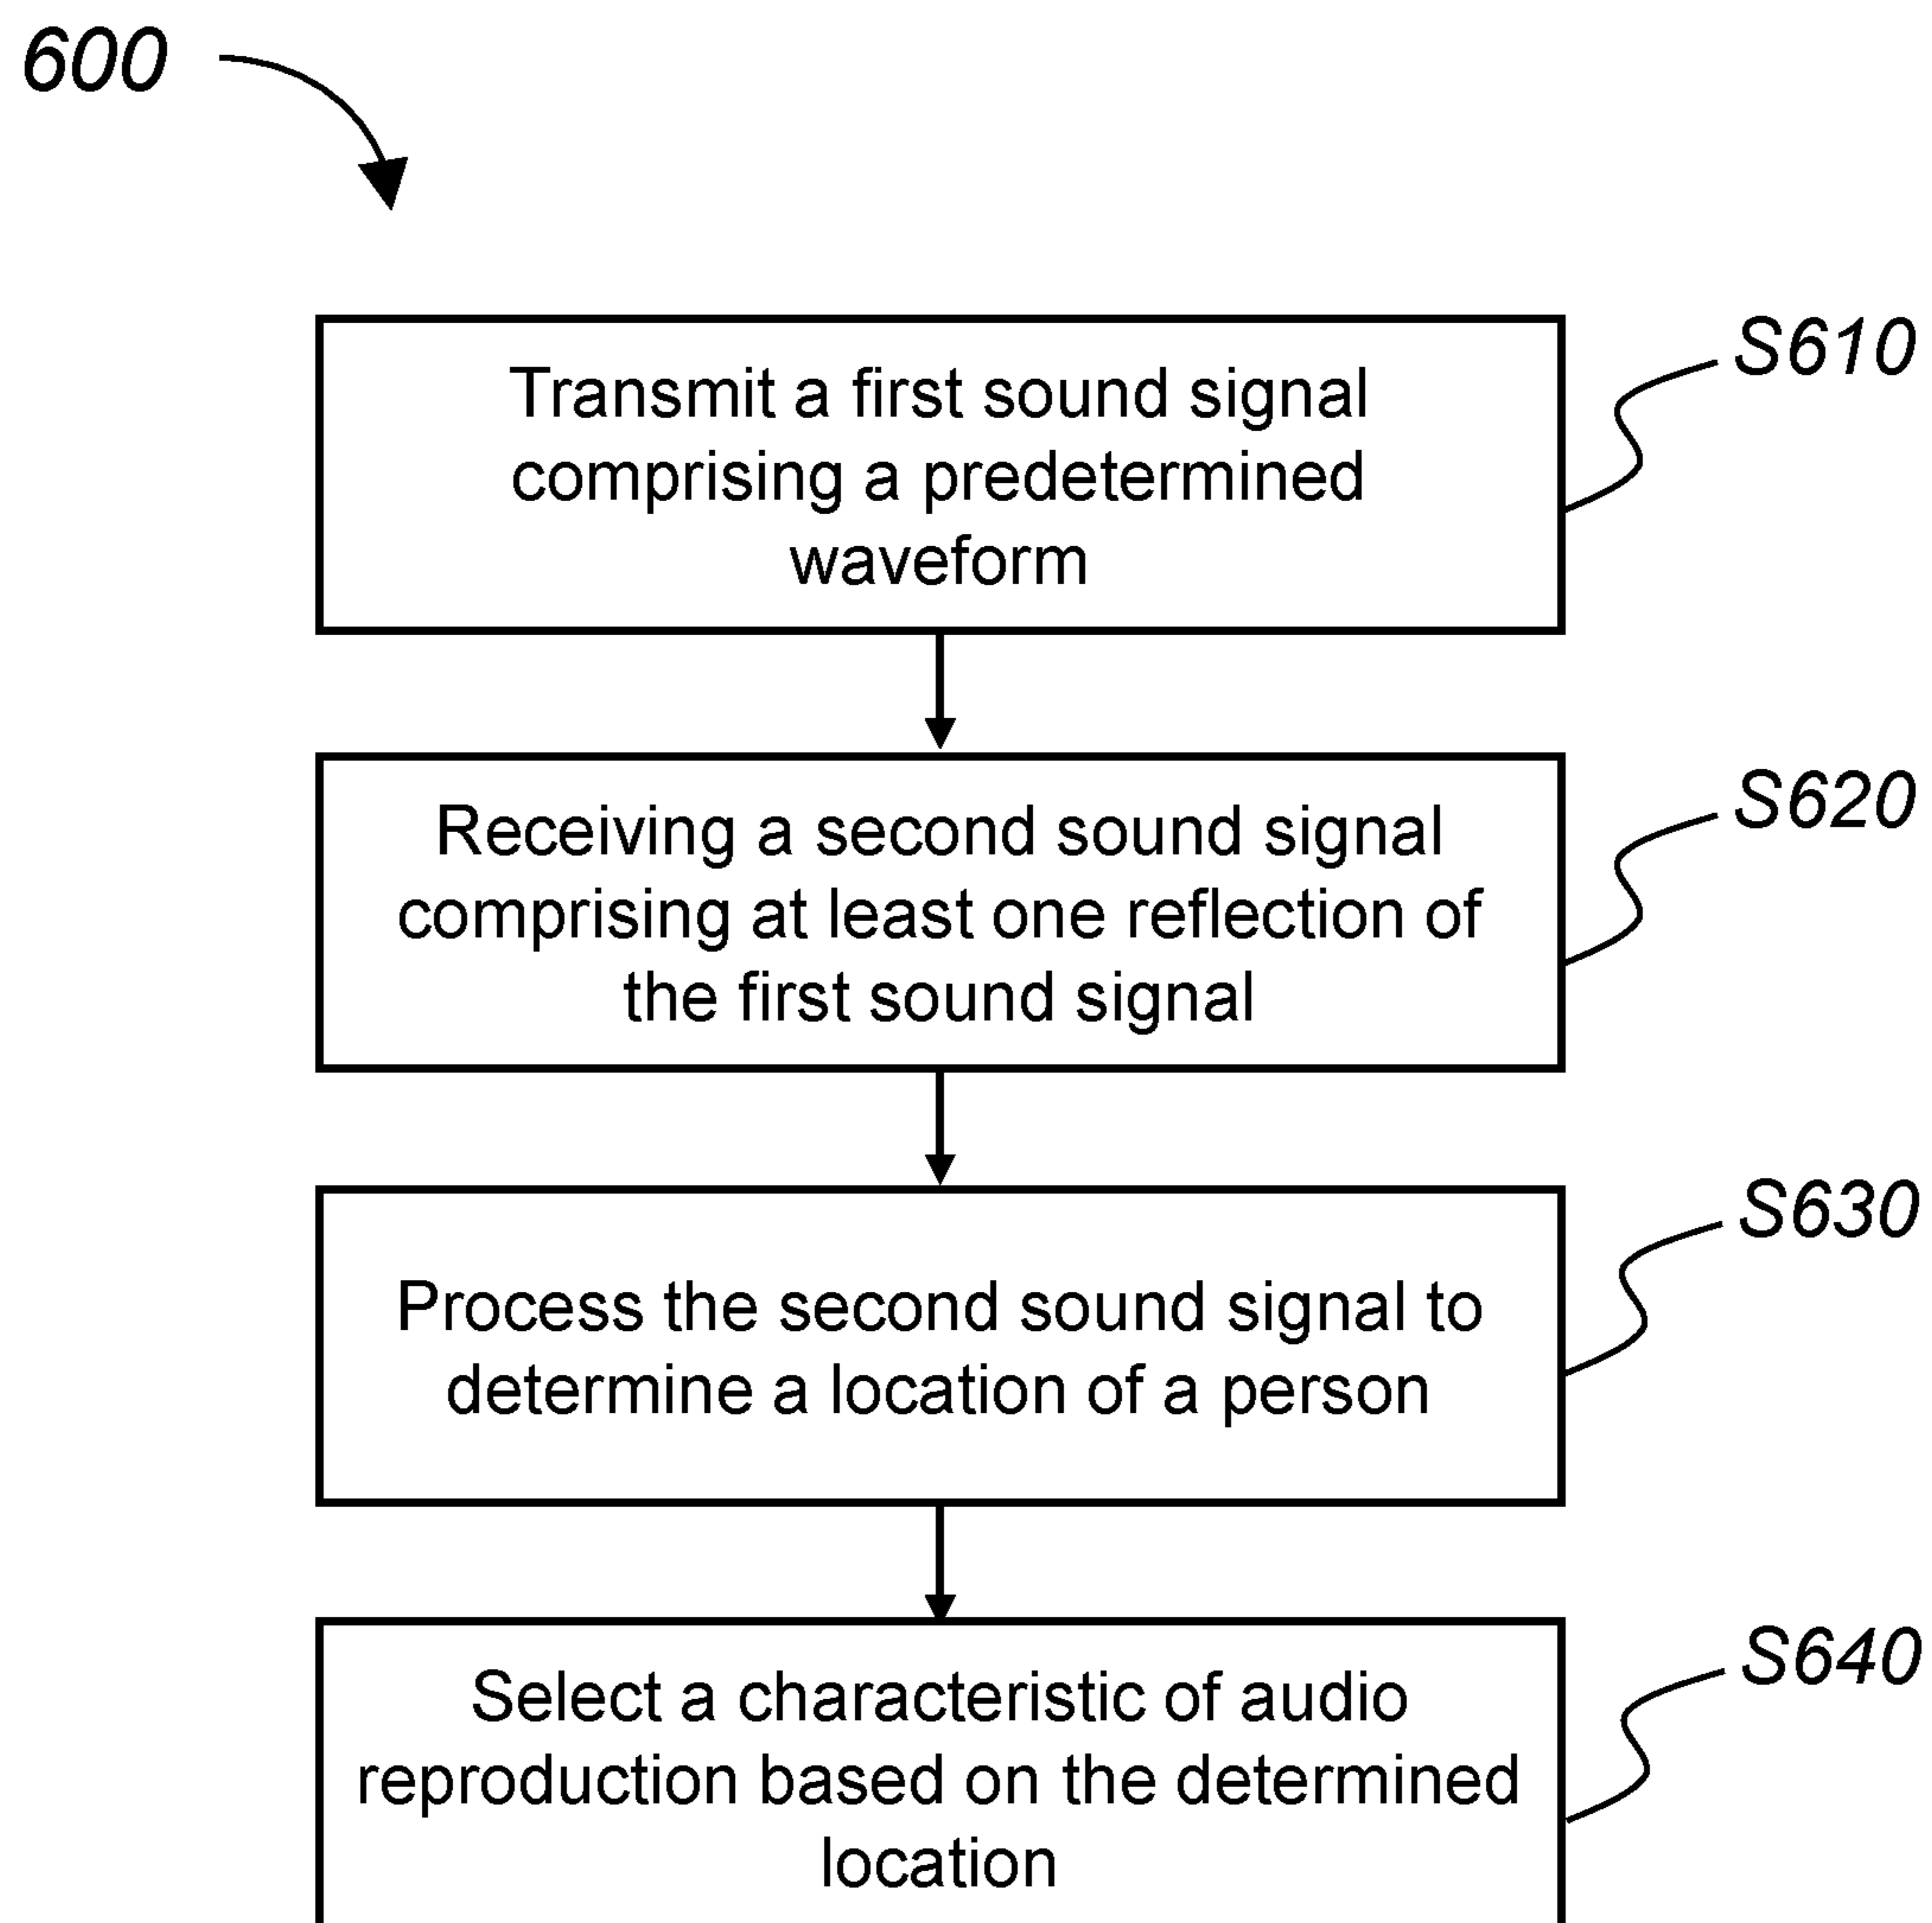 600
S610
Transmit a first sound signal
comprising a predetermined
waveform
S620
Receiving a second sound signal
comprising at least one reflection of
the first sound signal
S630
Process the second sound signal to
determine a location of a person
S640
Select a characteristic of audio
reproduction based on the determined
location